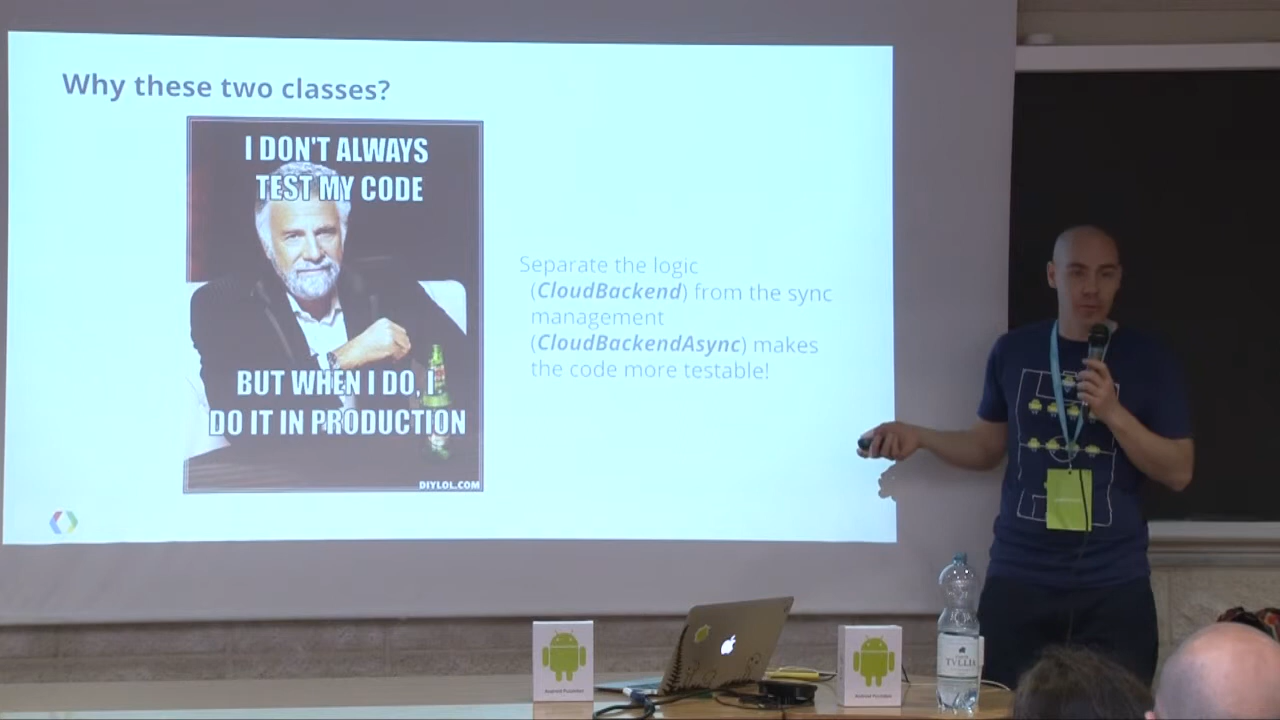 Why these two classes?
I DON'T ALWAYS
TEST MY CODE
BUT WHEN I DO, I
DO IT IN PRODUCTION
DIYLOL.COM
Separate the logic
(CloudBackend) from the sync
management
(CloudBackendAsync) makes
the code more testable!